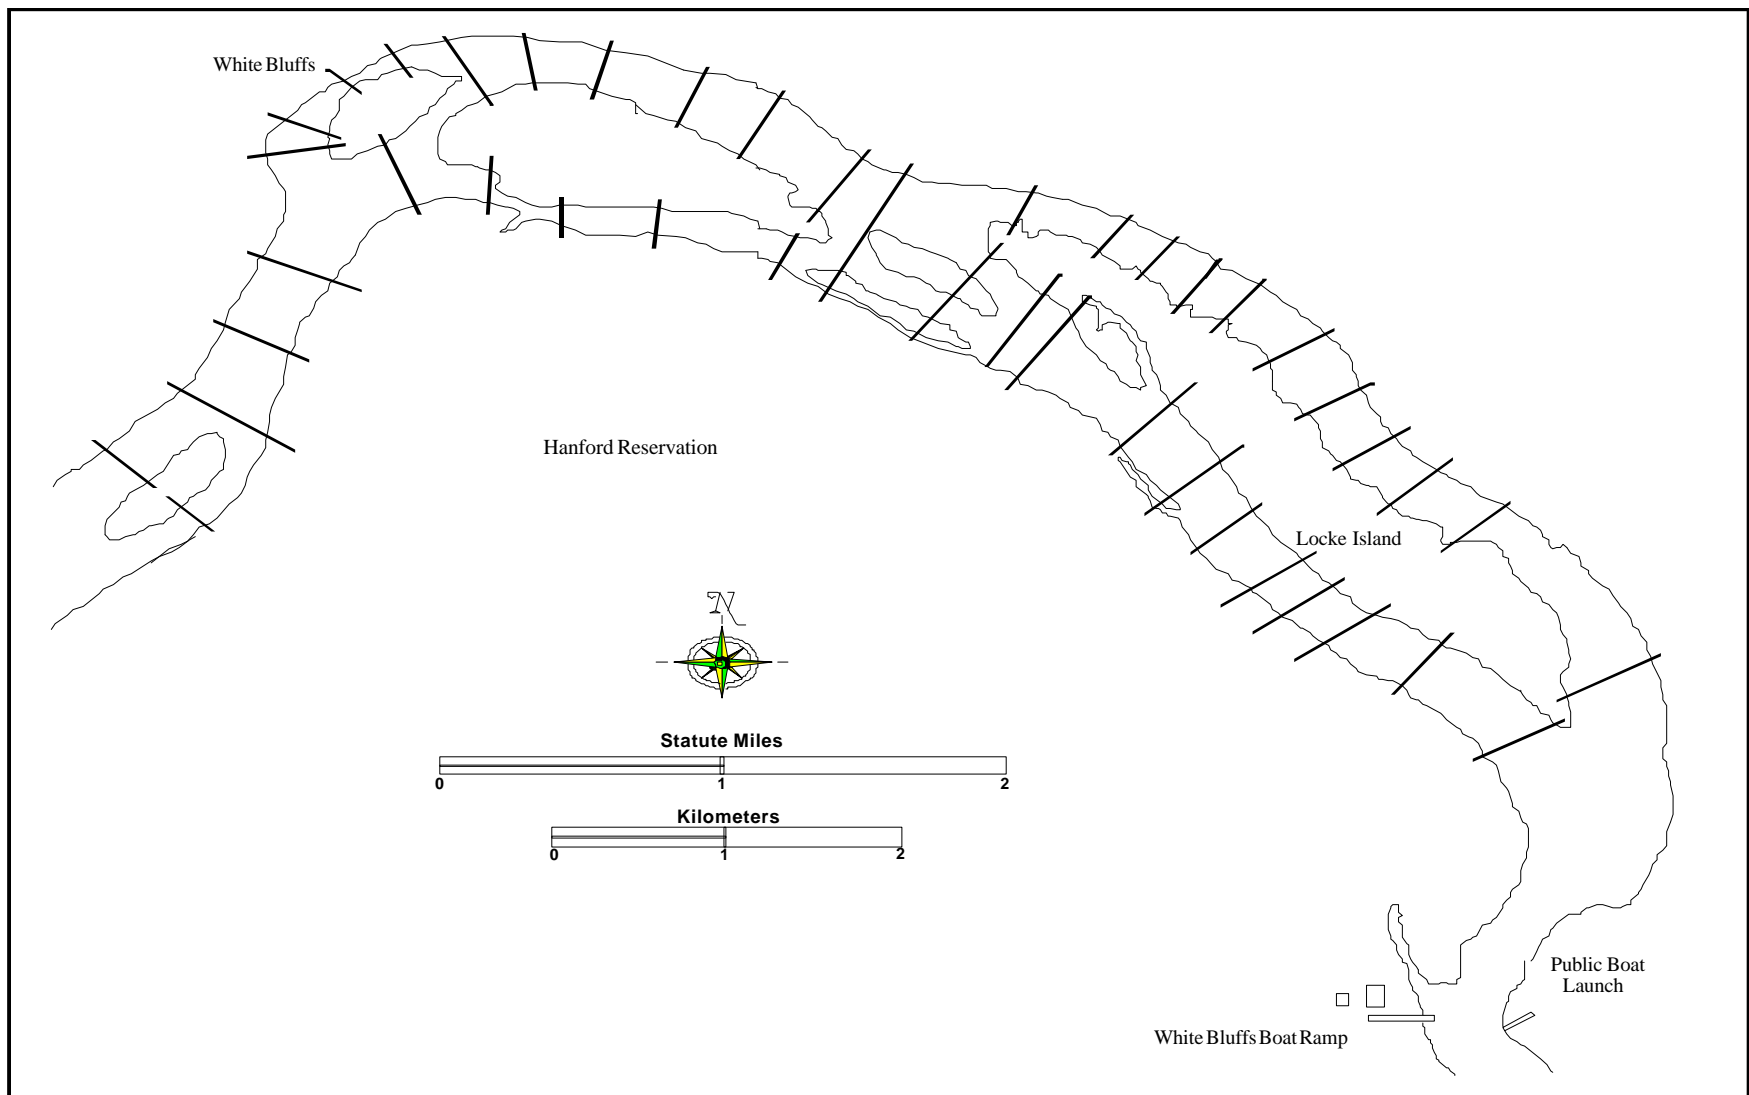 White Bluffs
Hanford Reservation
Locke Island
N
Statute Miles
0 1 2
Kilometers
0 1 2
Public Boat
Launch
White Bluffs Boat Ramp